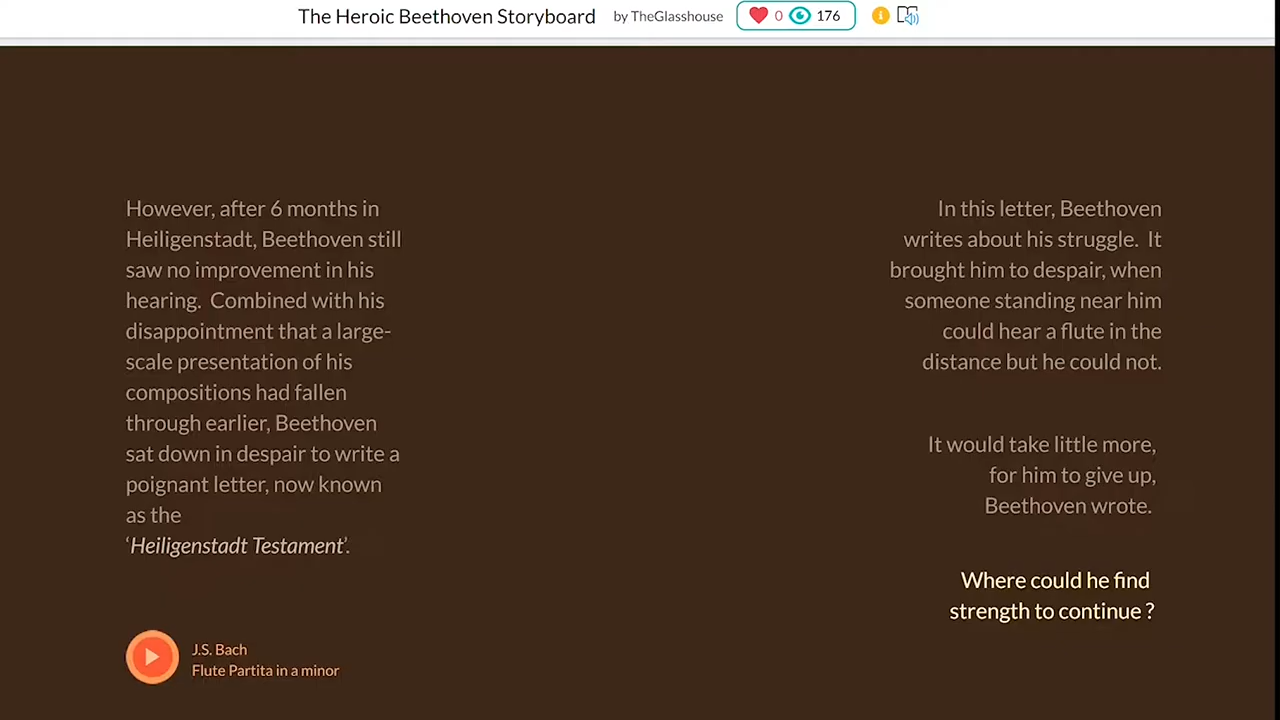 The Heroic Beethoven Storyboard by TheGlasshouse 0 176
However, after 6 months in
Heiligenstadt, Beethoven still
saw no improvement in his
hearing. Combined with his
disappointment that a large-
scale presentation of his
compositions had fallen
through earlier, Beethoven
sat down in despair to write a
poignant letter, now known
as the
‘Heiligenstadt Testament’.
J.S. Bach
Flute Partita in a minor
In this letter, Beethoven
writes about his struggle. It
brought him to despair, when
someone standing near him
could hear a flute in the
distance but he could not.
It would take little more,
for him to give up,
Beethoven wrote.
Where could he find
strength to continue ?